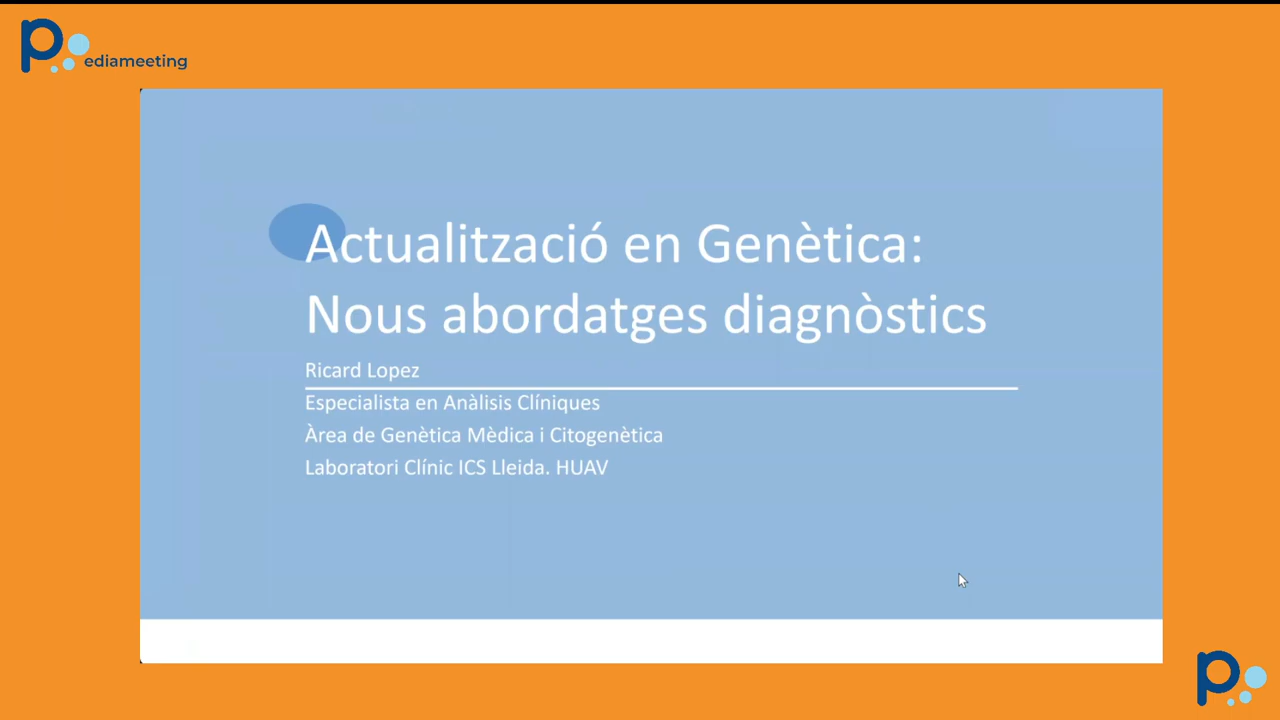 pediameeting
Actualització en Genètica:
Nous abordatges diagnòstics
Ricard Lopez
Especialista en Anàlisis Clíniques
Àrea de Genètica Mèdica i Citogenètica
Laboratori Clínic ICS Lleida. HUAV
p